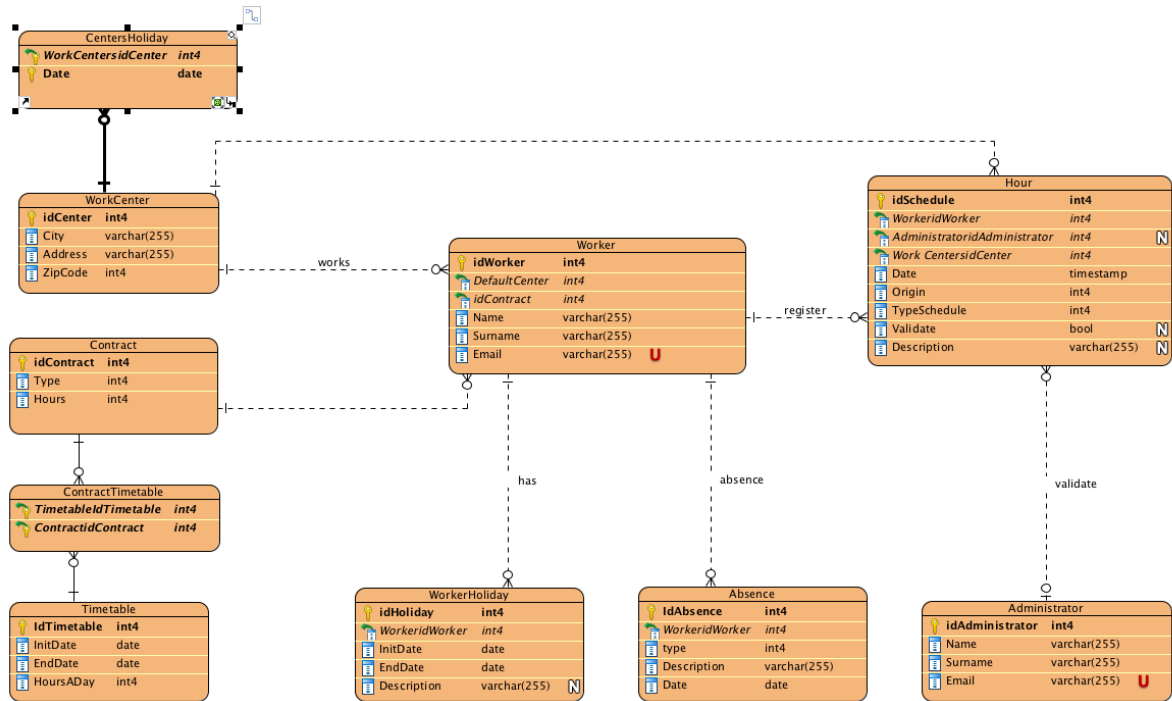 CentersHoliday
WorkCentersidCenter int4
Date date
WorkCenter
idCenter int4
City varchar(255)
Address varchar(255)
ZipCode int4
works
Worker
idWorker int4
DefaultCenter int4
idContract int4
Name varchar(255)
Surname varchar(255)
Email varchar(255) U
register
Hour
idSchedule int4
WorkeridWorker int4
AdministratoridAdministrator int4 N
Work CentersidCenter int4
Date timestamp
Origin int4
TypeSchedule int4
Validate bool N
Description varchar(255) N
Contract
idContract int4
Type int4
Hours int4
ContractTimetable
TimetableIdTimetable int4
ContractidContract int4
has
absence
validate
Timetable
IdTimetable int4
InitDate date
EndDate date
HoursADay int4
WorkerHoliday
idHoliday int4
WorkeridWorker int4
InitDate date
EndDate date
Description varchar(255) N
Absence
IdAbsence int4
WorkeridWorker int4
type int4
Description varchar(255)
Date date
Administrator
idAdministrator int4
Name varchar(255)
Surname varchar(255)
Email varchar(255) U